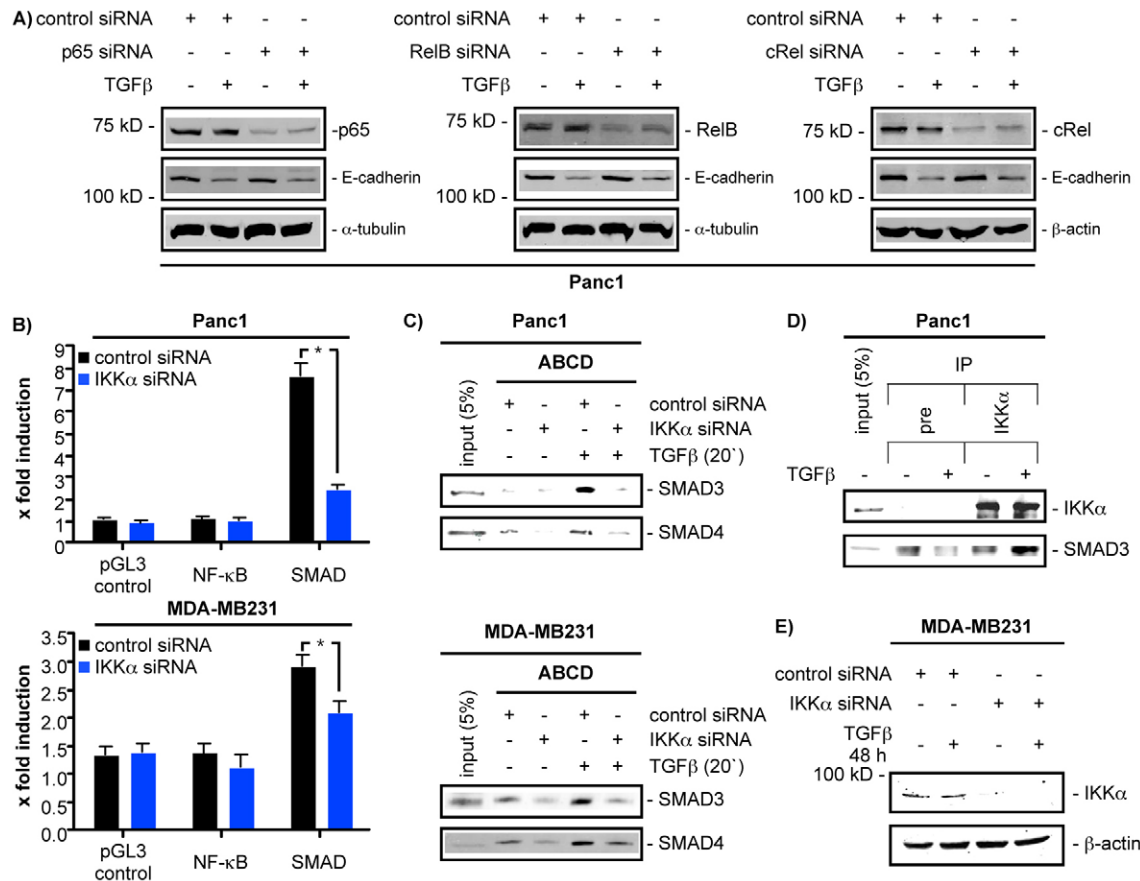 A)
control siRNA + + - -
p65 siRNA - - + +
TGFβ - + - +
75 kD -
-p65
- E-cadherin
100 kD -
- α-tubulin
control siRNA + + - -
RelB siRNA - - + +
TGFβ - + - +
75 kD -
- RelB
- E-cadherin
100 kD -
- α-tubulin
control siRNA + + - -
cRel siRNA - - + +
TGFβ - + - +
75 kD -
- cRel
- E-cadherin
100 kD -
- β-actin
Panc1
B)
Panc1
control siRNA
IKKα siRNA
*
x fold induction
9
8
7
6
5
4
3
2
1
0
pGL3 control
NF-κB
SMAD
MDA-MB231
control siRNA
IKKα siRNA
*
x fold induction
3.5
3.0
2.5
2.0
1.5
1.0
0.5
0.0
pGL3 control
NF-κB
SMAD
C)
Panc1
ABCD
input (5%)
+ - + - control siRNA
- + - + IKKα siRNA
- - + + TGFβ (20`)
- SMAD3
- SMAD4
MDA-MB231
ABCD
input (5%)
+ - + - control siRNA
- + - + IKKα siRNA
- - + + TGFβ (20`)
- SMAD3
- SMAD4
D)
Panc1
input (5%)
IP
pre
IKKα
TGFβ - - + - +
- IKKα
- SMAD3
E)
MDA-MB231
control siRNA + + - -
IKKα siRNA - - + +
TGFβ - + - +
48 h
100 kD -
- IKKα
- β-actin